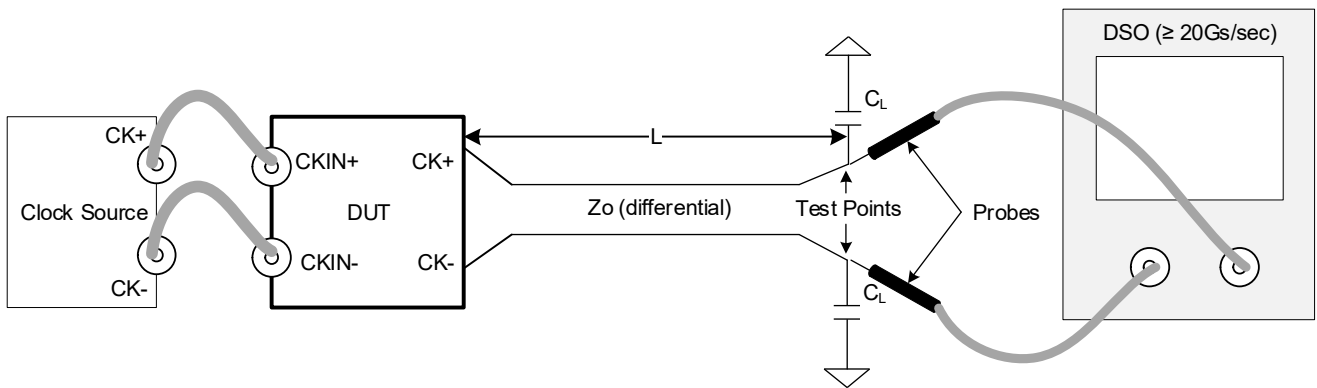 DSO (≥ 20Gs/sec)
CK+
Clock Source
CK-
CKIN+
CK+
DUT
CKIN-
CK-
L
Zo (differential)
CL
Test Points
Probes
CL